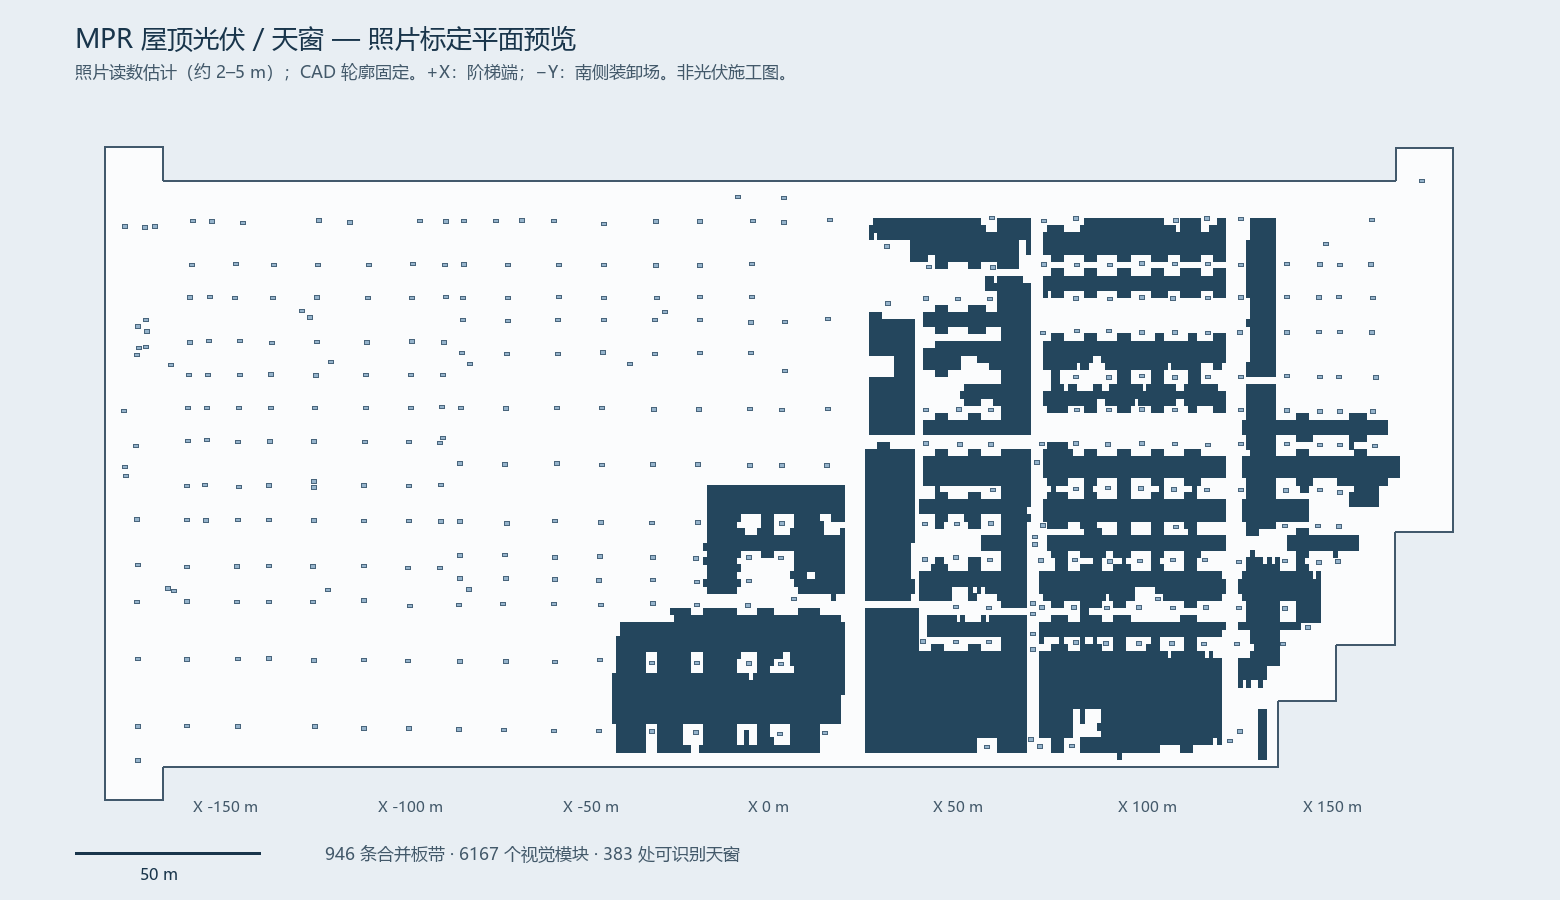 MPR 屋顶光伏 / 天窗 — 照片标定平面预览
照片读数估计（约 2–5 m）；CAD 轮廓固定。+X：阶梯端；−Y：南侧装卸场。非光伏施工图。
X -150 m X -100 m X -50 m X 0 m X 50 m X 100 m X 150 m
946 条合并板带 · 6167 个视觉模块 · 383 处可识别天窗
50 m